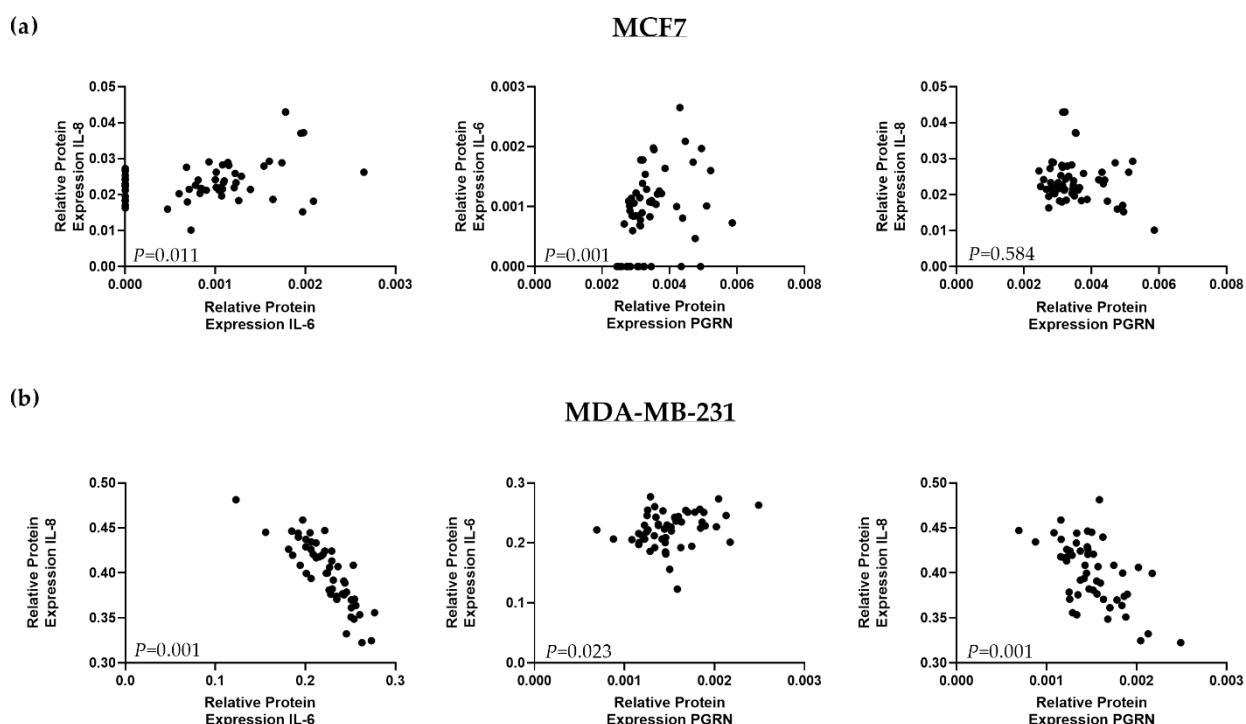 (a)
MCF7
Relative Protein
Expression IL-8
0.05
0.04
0.03
0.02
0.01
0.00
P=0.011
0.000 0.001 0.002 0.003
Relative Protein
Expression IL-6
Relative Protein
Expression IL-6
0.003
0.002
0.001
0.000
P=0.001
0.000 0.002 0.004 0.006 0.008
Relative Protein
Expression PGRN
Relative Protein
Expression IL-8
0.05
0.04
0.03
0.02
0.01
0.00
P=0.584
0.000 0.002 0.004 0.006 0.008
Relative Protein
Expression PGRN
(b)
MDA-MB-231
Relative Protein
Expression IL-8
0.50
0.45
0.40
0.35
0.30
P=0.001
0.0 0.1 0.2 0.3
Relative Protein
Expression IL-6
Relative Protein
Expression IL-6
0.3
0.2
0.1
0.0
P=0.023
0.000 0.001 0.002 0.003
Relative Protein
Expression PGRN
Relative Protein
Expression IL-8
0.50
0.45
0.40
0.35
0.30
P=0.001
0.000 0.001 0.002 0.003
Relative Protein
Expression PGRN